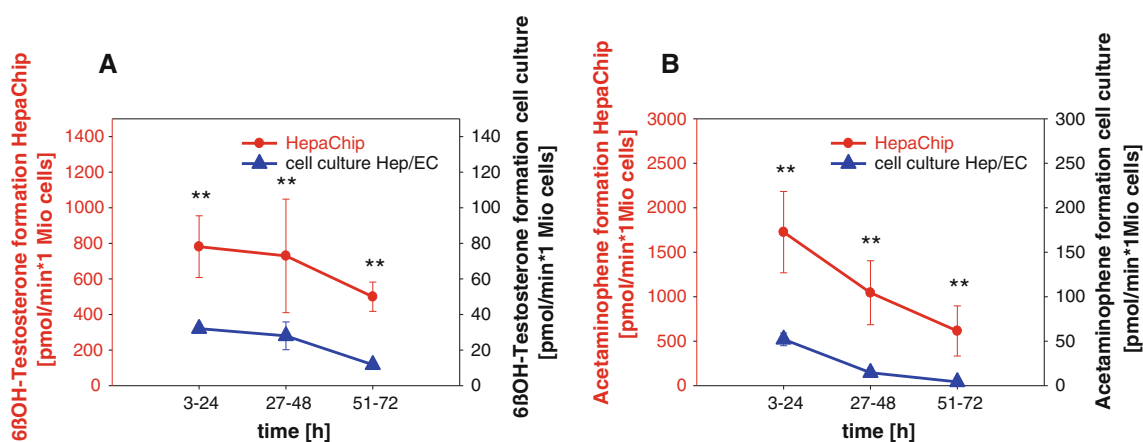 A
6ßOH-Testosterone formation HepaChip
[pmol/min*1 Mio cells]
1400
1200
1000
800
600
400
200
0
HepaChip
cell culture Hep/EC
**
**
**
140
120
100
80
60
40
20
0
6ßOH-Testosterone formation cell culture
[pmol/min*1 Mio cells]
3-24
27-48
51-72
time [h]
B
Acetaminophene formation HepaChip
[pmol/min*1Mio cells]
3000
2500
2000
1500
1000
500
0
HepaChip
cell culture Hep/EC
**
**
**
300
250
200
150
100
50
0
Acetaminophene formation cell culture
[pmol/min*1Mio cells]
3-24
27-48
51-72
time [h]